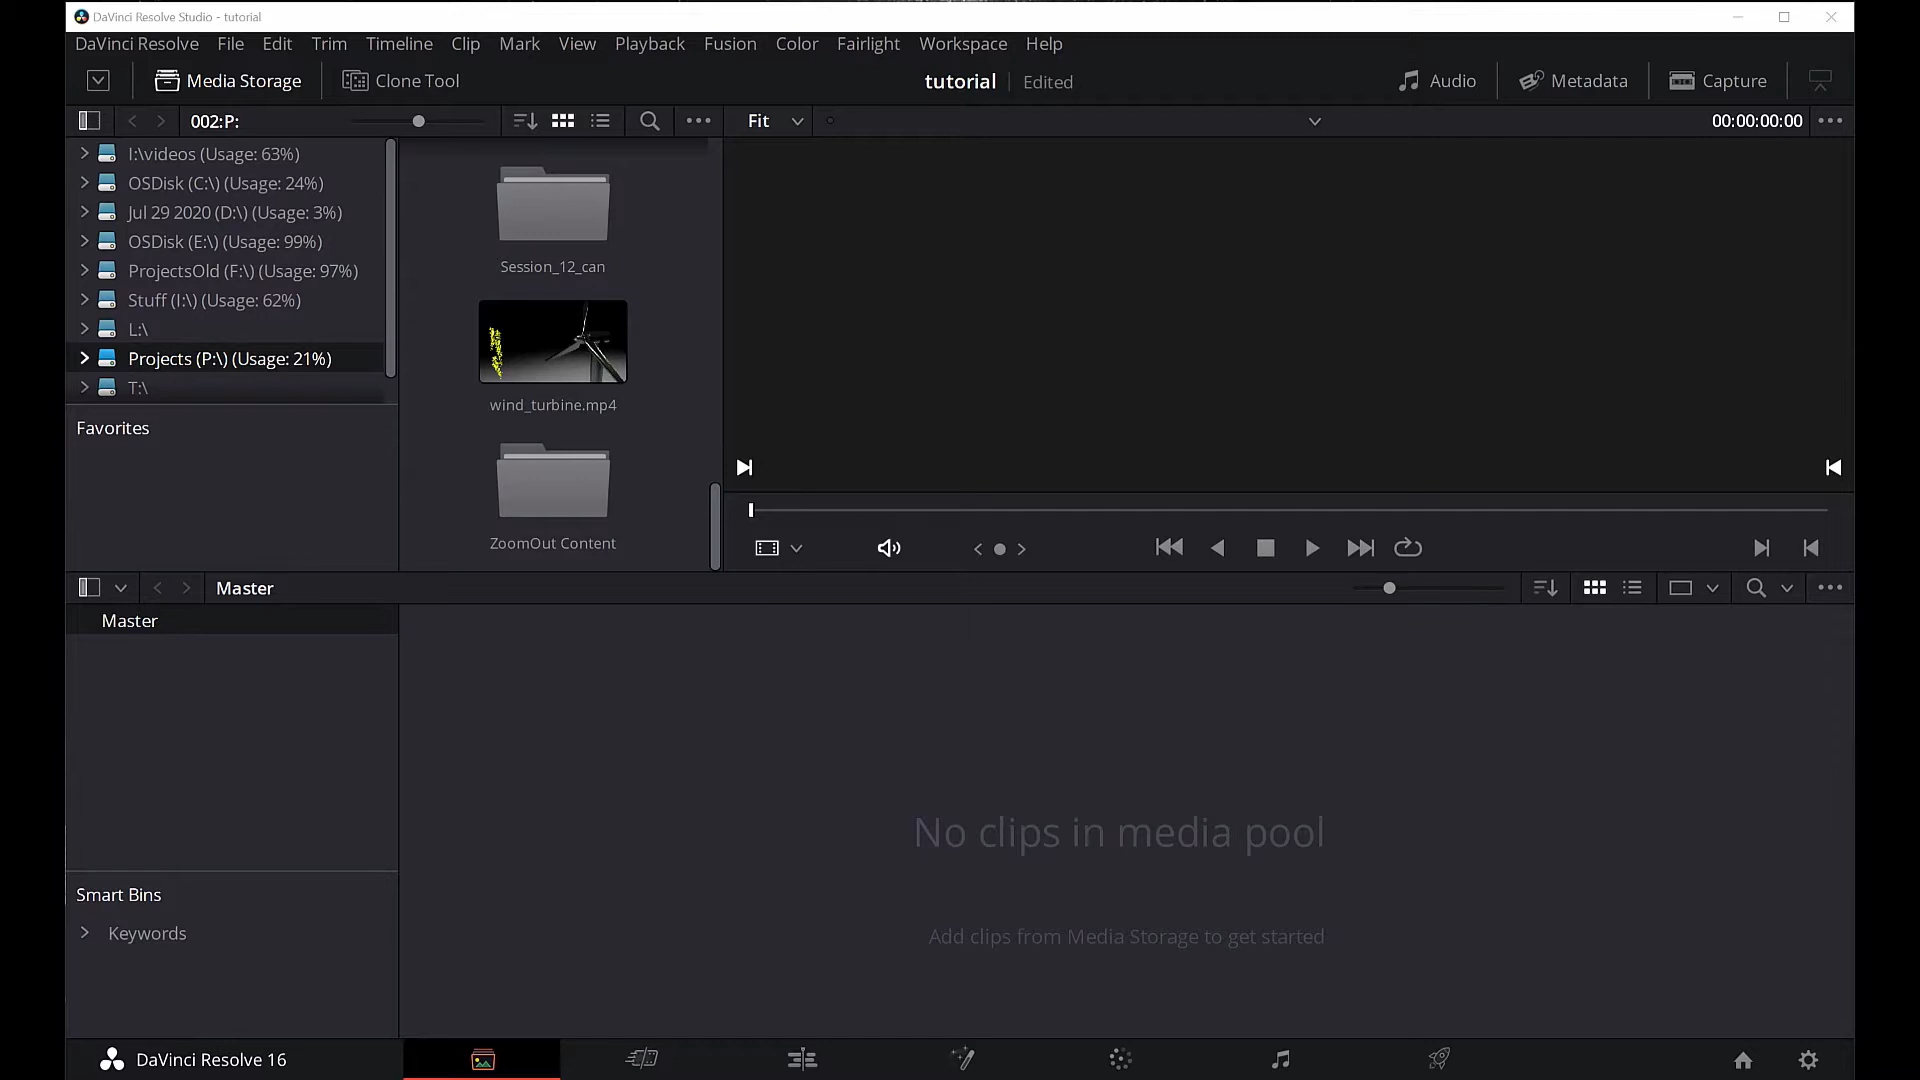 DaVinci Resolve Studio - tutorial
DaVinci Resolve File Edit Trim Timeline Clip Mark View Playback Fusion Color Fairlight Workspace Help
Media Storage Clone Tool tutorial Edited Audio Metadata Capture
002:P: Fit 00:00:00:00
I:\videos (Usage: 63%)
OSDisk (C:\) (Usage: 24%)
Jul 29 2020 (D:\) (Usage: 3%)
OSDisk (E:\) (Usage: 99%)
ProjectsOld (F:\) (Usage: 97%)
Stuff (I:\) (Usage: 62%)
L:\
Projects (P:\) (Usage: 21%)
T:\
Favorites
Session_12_can
wind_turbine.mp4
ZoomOut Content
Master
Master
No clips in media pool
Add clips from Media Storage to get started
Smart Bins
Keywords
DaVinci Resolve 16